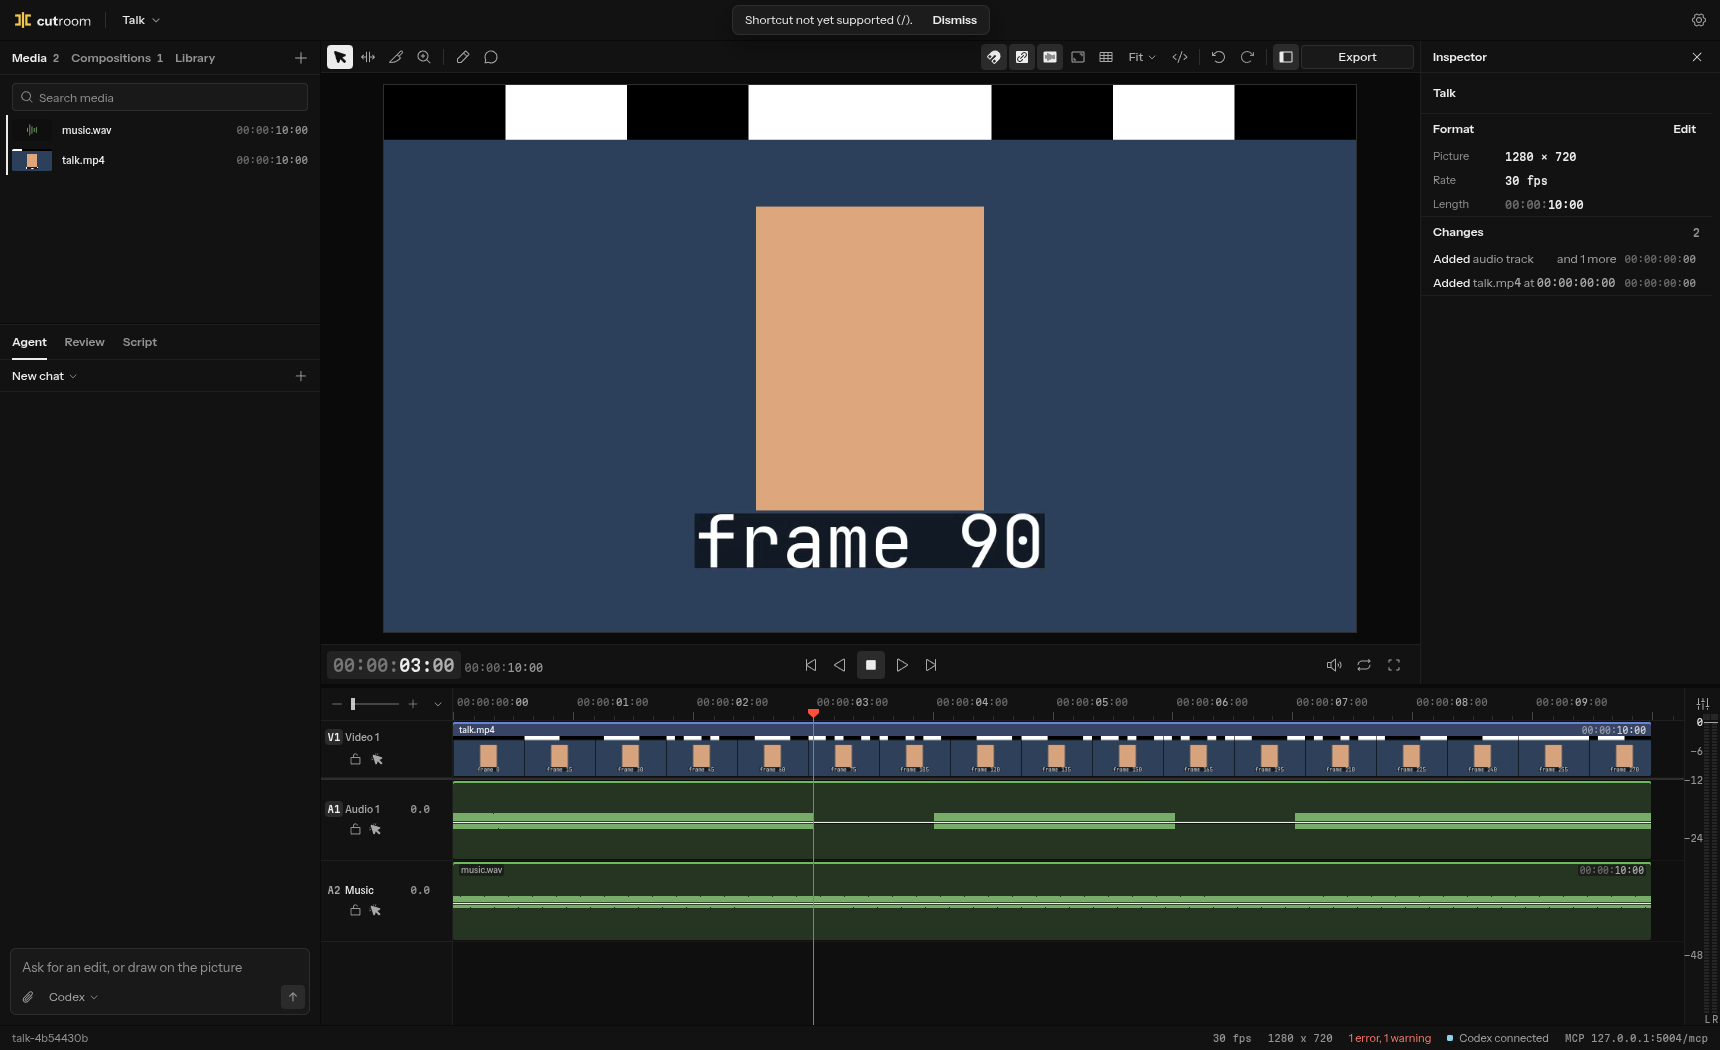 cutroom
Talk
Shortcut not yet supported (/).
Dismiss
Media 2
Compositions 1
Library
Search media
music.wav 00:00:10:00
talk.mp4 00:00:10:00
Agent
Review
Script
New chat
Ask for an edit, or draw on the picture
Codex
Fit
Export
frame 90
00:00:03:00
00:00:10:00
Inspector
Talk
Format
Edit
Picture 1280 × 720
Rate 30 fps
Length 00:00:10:00
Changes 2
Added audio track and 1 more 00:00:00:00
Added talk.mp4 at 00:00:00:00 00:00:00:00
00:00:00:00 00:00:01:00 00:00:02:00 00:00:03:00 00:00:04:00 00:00:05:00 00:00:06:00 00:00:07:00 00:00:08:00 00:00:09:00
V1 Video 1
talk.mp4 00:00:10:00
A1 Audio 1 0.0
A2 Music 0.0
music.wav 00:00:10:00
0
-6
-12
-24
-48
L R
talk-4b54430b
30 fps
1280 x 720
1 error, 1 warning
Codex connected
MCP 127.0.0.1:5004/mcp